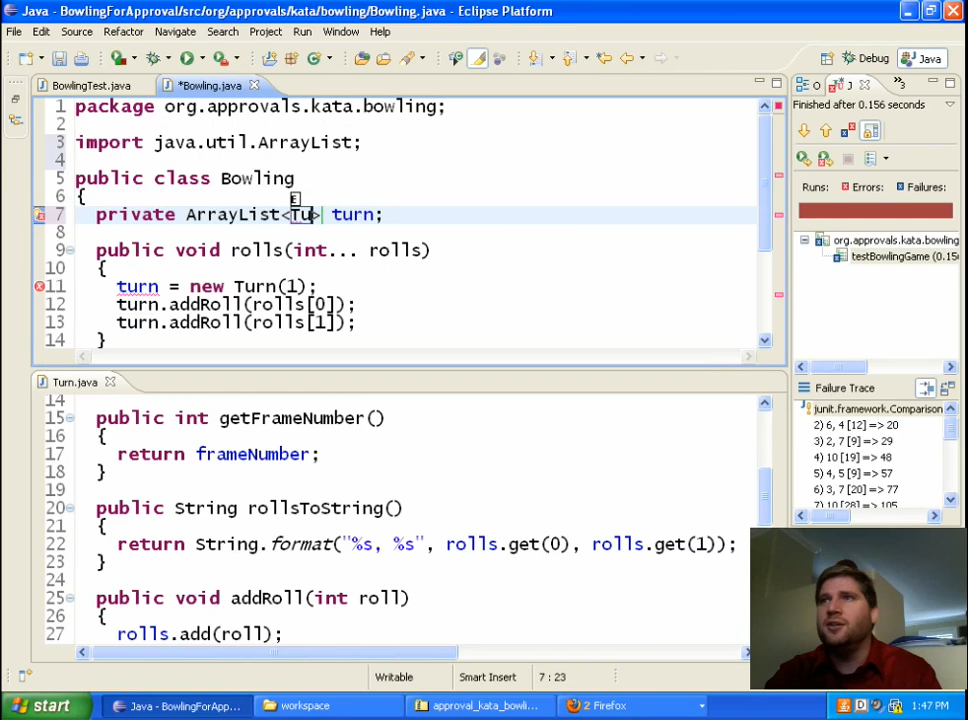 Java - BowlingForApproval/src/org/approvals/kata/bowling/Bowling.java - Eclipse Platform
File Edit Source Refactor Navigate Search Project Run Window Help
Debug Java
BowlingTest.java *Bowling.java O J
Finished after 0.156 seconds
1 package org.approvals.kata.bowling;
2
3 import java.util.ArrayList;
4
5 public class Bowling
6 {
7 private ArrayList<Tu> turn;
8
9 public void rolls(int... rolls)
10 {
11 turn = new Turn(1);
12 turn.addRoll(rolls[0]);
13 turn.addRoll(rolls[1]);
14 }
Runs: Errors: Failures:
org.approvals.kata.bowling
testBowlingGame (0.15
Failure Trace
junit.framework.Comparison
2) 6, 4 [12] => 20
3) 2, 7 [9] => 29
4) 10 [19] => 48
5) 4, 5 [9] => 57
6) 3, 7 [20] => 77
7) 10 [28] => 105
Turn.java
14
15 public int getFrameNumber()
16 {
17 return frameNumber;
18 }
19
20 public String rollsToString()
21 {
22 return String.format("%s, %s", rolls.get(0), rolls.get(1));
23 }
24
25 public void addRoll(int roll)
26 {
27 rolls.add(roll);
Writable Smart Insert 7 : 23
start Java - BowlingForAp... workspace approval_kata_bowli... 2 Firefox 1:47 PM